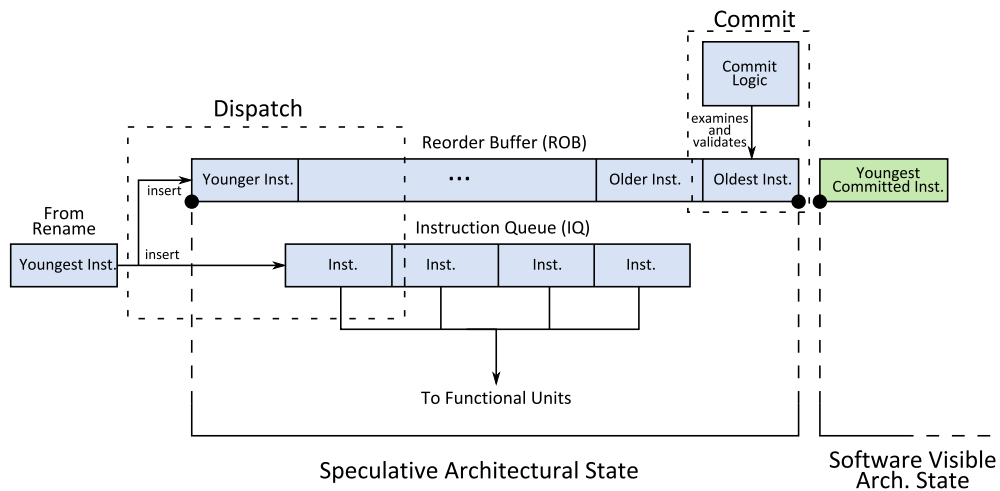 Commit
Commit
Logic
examines
and
validates
Dispatch
Reorder Buffer (ROB)
insert
Younger Inst.
...
Older Inst.
Oldest Inst.
Youngest
Committed Inst.
From
Rename
Youngest Inst.
insert
Instruction Queue (IQ)
Inst.
Inst.
Inst.
Inst.
To Functional Units
Speculative Architectural State
Software Visible
Arch. State